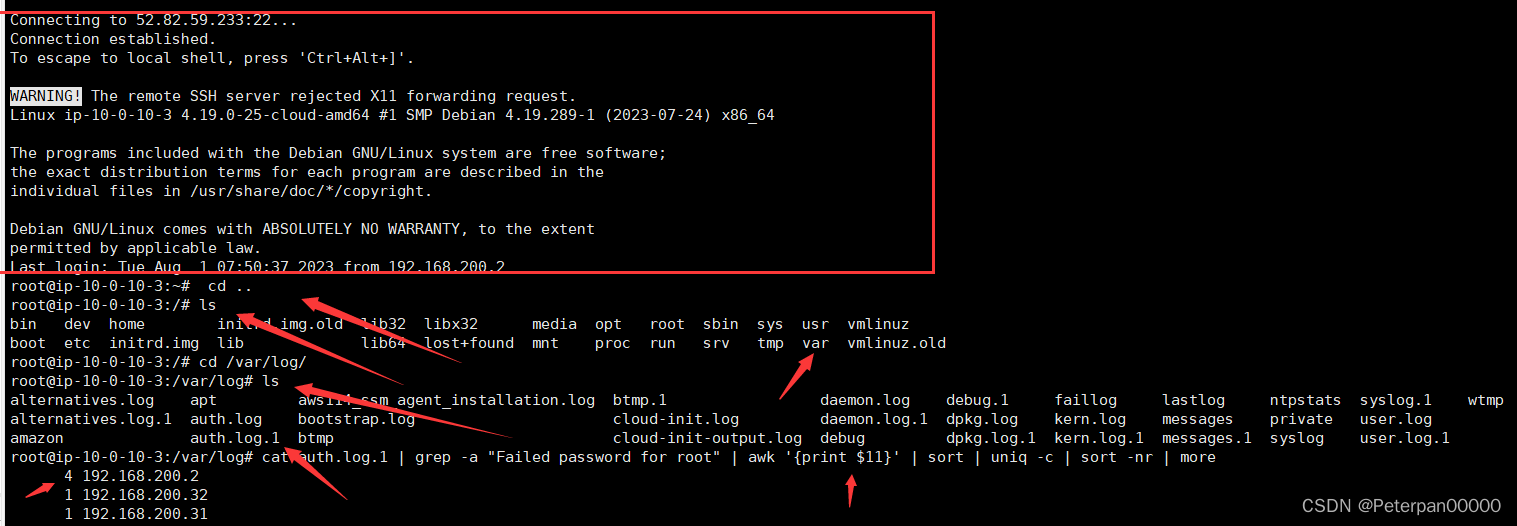 Connecting to 52.82.59.233:22...
Connection established.
To escape to local shell, press 'Ctrl+Alt+]'.
WARNING! The remote SSH server rejected X11 forwarding request.
Linux ip-10-0-10-3 4.19.0-25-cloud-amd64 #1 SMP Debian 4.19.289-1 (2023-07-24) x86_64
The programs included with the Debian GNU/Linux system are free software;
the exact distribution terms for each program are described in the
individual files in /usr/share/doc/*/copyright.
Debian GNU/Linux comes with ABSOLUTELY NO WARRANTY, to the extent
permitted by applicable law.
Last login: Tue Aug  1 07:50:37 2023 from 192.168.200.2
root@ip-10-0-10-3:~#  cd ..
root@ip-10-0-10-3:/# ls
bin   dev  home        initrd.img.old  lib32  libx32      media  opt   root  sbin  sys  usr  vmlinuz
boot  etc  initrd.img  lib             lib64  lost+found  mnt    proc  run   srv   tmp  var  vmlinuz.old
root@ip-10-0-10-3:/# cd /var/log/
root@ip-10-0-10-3:/var/log# ls
alternatives.log    apt         aws114_ssm_agent_installation.log  btmp.1                 daemon.log    debug.1     faillog     lastlog     ntpstats  syslog.1    wtmp
alternatives.log.1  auth.log    bootstrap.log                      cloud-init.log         daemon.log.1  dpkg.log    kern.log    messages    private   user.log
amazon              auth.log.1  btmp                               cloud-init-output.log  debug         dpkg.log.1  kern.log.1  messages.1  syslog    user.log.1
root@ip-10-0-10-3:/var/log# cat auth.log.1 | grep -a "Failed password for root" | awk '{print $11}' | sort | uniq -c | sort -nr | more
4 192.168.200.2
1 192.168.200.32
1 192.168.200.31
CSDN @Peterpan00000